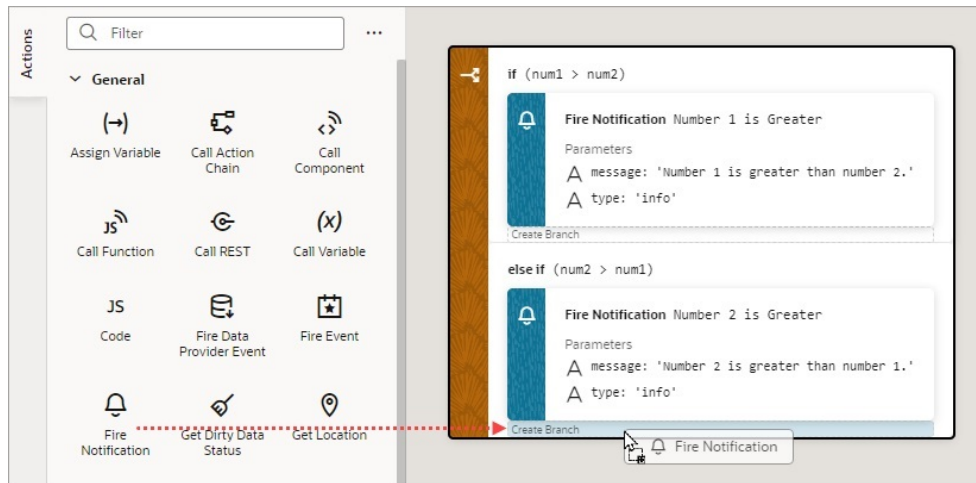 Actions
Filter
General
Assign Variable
Call Action
Chain
Call
Component
JS
Call Function
Call REST
(x)
Call Variable
JS
Code
Fire Data
Provider Event
Fire Event
Fire
Notification
Get Dirty Data
Status
Get Location
if (num1 > num2)
Fire Notification Number 1 is Greater
Parameters
A message: 'Number 1 is greater than number 2.'
A type: 'info'
Create Branch
else if (num2 > num1)
Fire Notification Number 2 is Greater
Parameters
A message: 'Number 2 is greater than number 1.'
A type: 'info'
Create Branch
Fire Notification